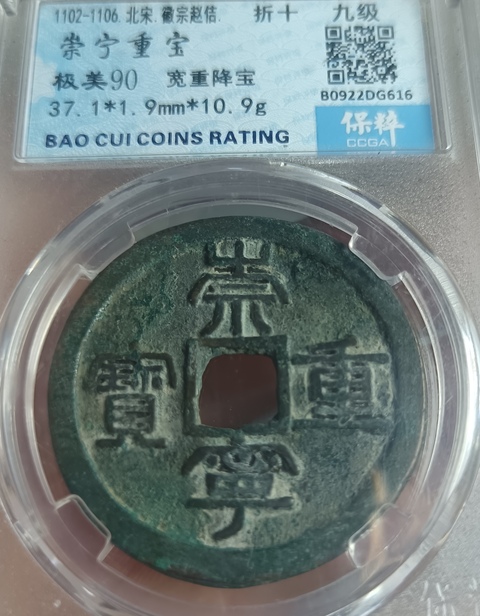 1102-1106.北宋.徽宗赵佶. 折十 九级
崇宁重宝
极美90 宽重降宝
37.1*1.9mm*10.9g
B0922DG616
BAO CUI COINS RATING
保粹
CCGA
崇
寶 重
寧